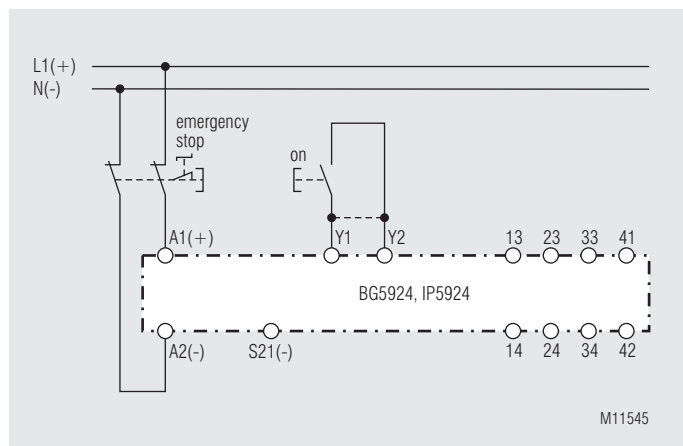 L1(+)
N(-)
emergency
stop
on
A1(+)
Y1
Y2
13
23
33
41
BG5924, IP5924
A2(-)
S21(-)
14
24
34
42
M11545